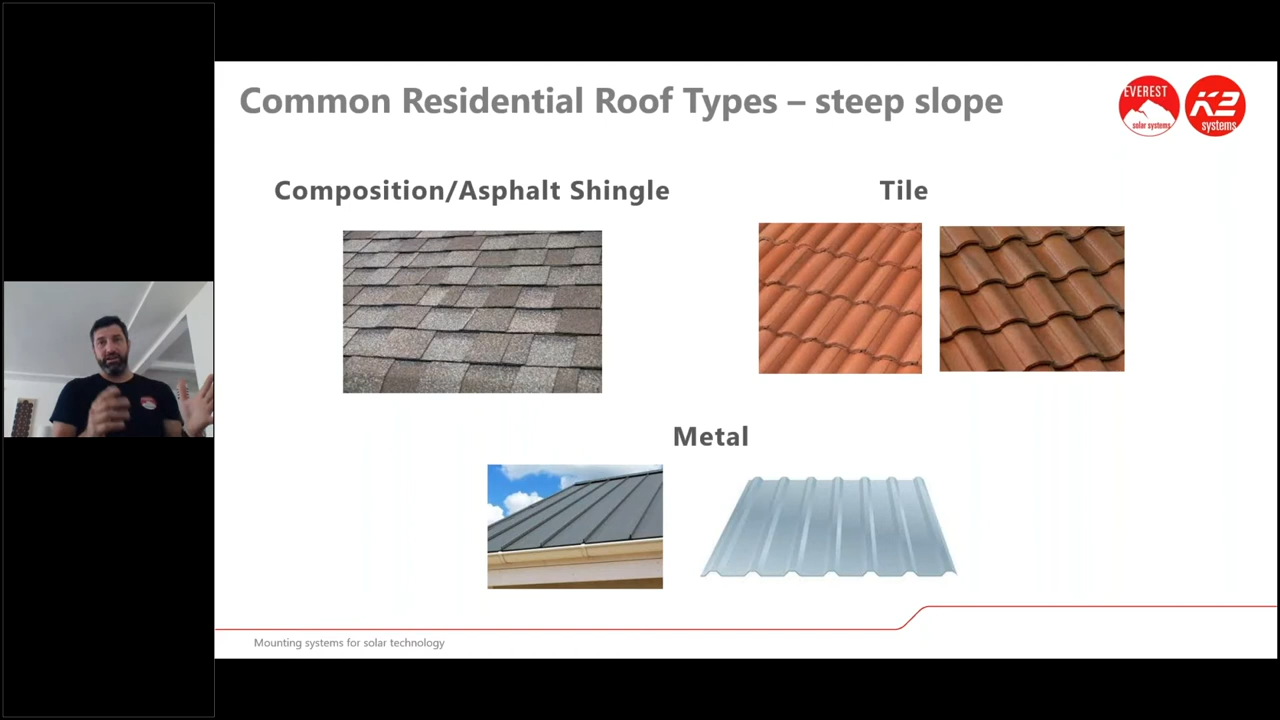 Common Residential Roof Types – steep slope
EVEREST
solar systems
K2
systems
Composition/Asphalt Shingle
Tile
Metal
Mounting systems for solar technology